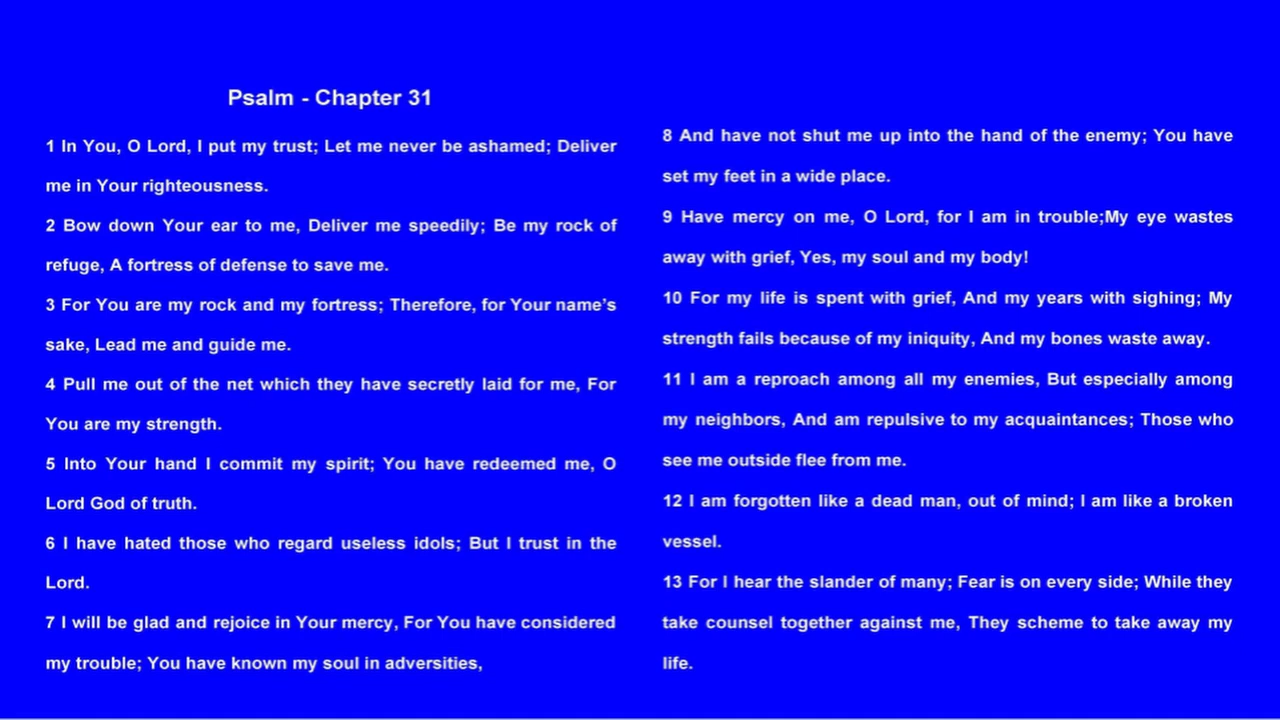 Psalm - Chapter 31
1 In You, O Lord, I put my trust; Let me never be ashamed; Deliver
me in Your righteousness.
2 Bow down Your ear to me, Deliver me speedily; Be my rock of
refuge, A fortress of defense to save me.
3 For You are my rock and my fortress; Therefore, for Your name’s
sake, Lead me and guide me.
4 Pull me out of the net which they have secretly laid for me, For
You are my strength.
5 Into Your hand I commit my spirit; You have redeemed me, O
Lord God of truth.
6 I have hated those who regard useless idols; But I trust in the
Lord.
7 I will be glad and rejoice in Your mercy, For You have considered
my trouble; You have known my soul in adversities,
8 And have not shut me up into the hand of the enemy; You have
set my feet in a wide place.
9 Have mercy on me, O Lord, for I am in trouble;My eye wastes
away with grief, Yes, my soul and my body!
10 For my life is spent with grief, And my years with sighing; My
strength fails because of my iniquity, And my bones waste away.
11 I am a reproach among all my enemies, But especially among
my neighbors, And am repulsive to my acquaintances; Those who
see me outside flee from me.
12 I am forgotten like a dead man, out of mind; I am like a broken
vessel.
13 For I hear the slander of many; Fear is on every side; While they
take counsel together against me, They scheme to take away my
life.